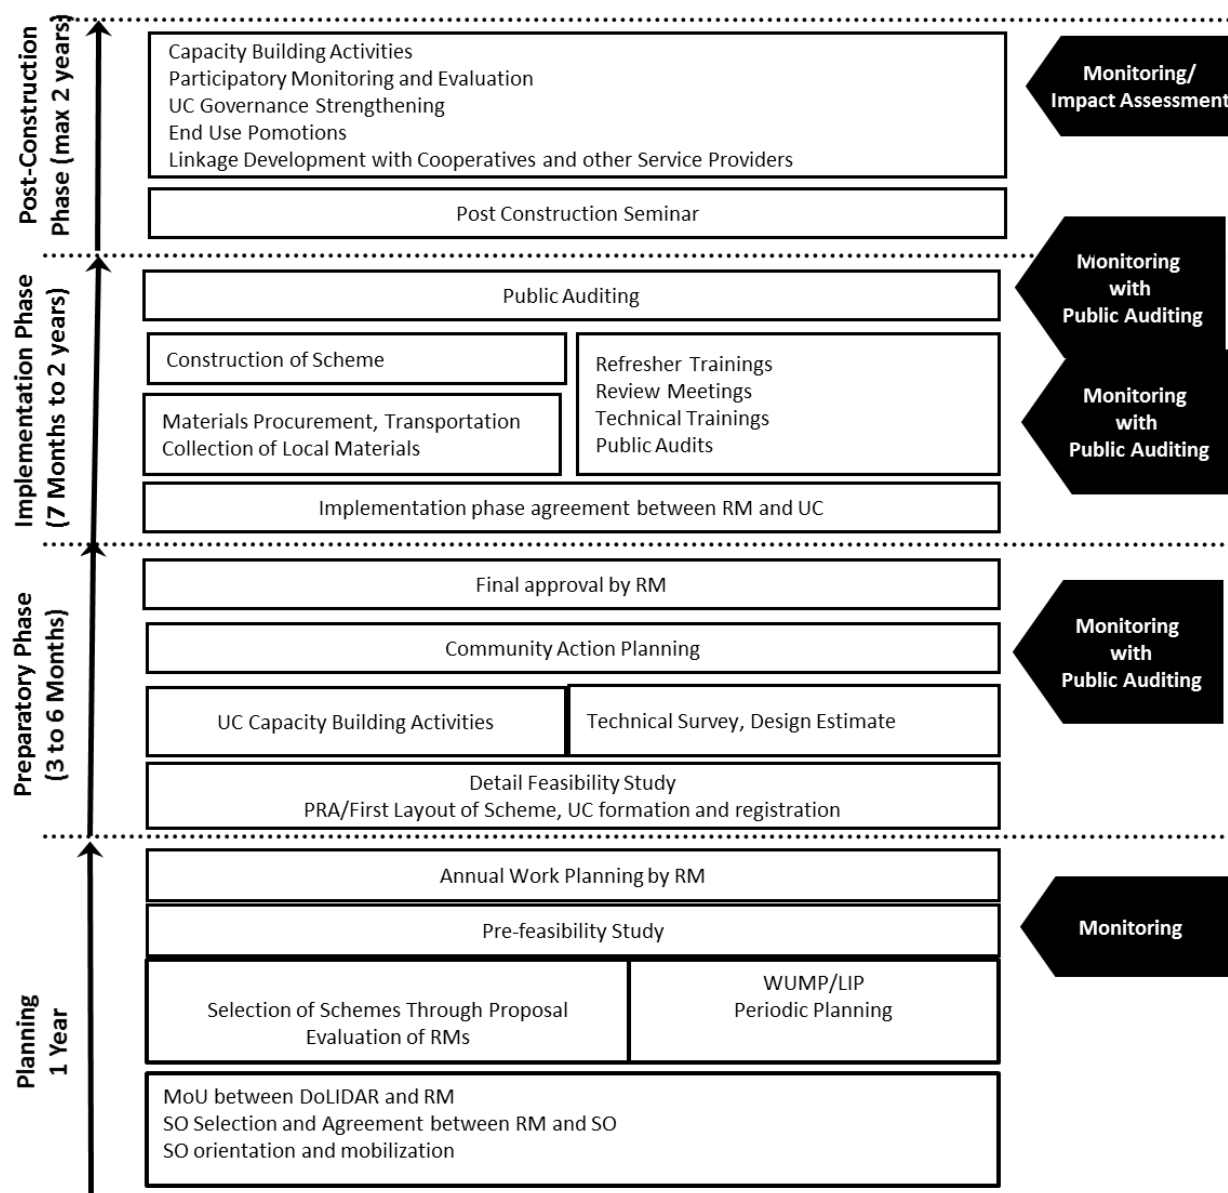 Post-Construction
Phase (max 2 years)
Capacity Building Activities
Participatory Monitoring and Evaluation
UC Governance Strengthening
End Use Pomotions
Linkage Development with Cooperatives and other Service Providers
Post Construction Seminar
Monitoring/
Impact Assessment
Implementation Phase
(7 Months to 2 years)
Public Auditing
Construction of Scheme
Materials Procurement, Transportation
Collection of Local Materials
Refresher Trainings
Review Meetings
Technical Trainings
Public Audits
Implementation phase agreement between RM and UC
Monitoring
with
Public Auditing
Monitoring
with
Public Auditing
Preparatory Phase
(3 to 6 Months)
Final approval by RM
Community Action Planning
UC Capacity Building Activities
Technical Survey, Design Estimate
Detail Feasibility Study
PRA/First Layout of Scheme, UC formation and registration
Monitoring
with
Public Auditing
Planning
1 Year
Annual Work Planning by RM
Pre-feasibility Study
Selection of Schemes Through Proposal
Evaluation of RMs
WUMP/LIP
Periodic Planning
MoU between DoLIDAR and RM
SO Selection and Agreement between RM and SO
SO orientation and mobilization
Monitoring